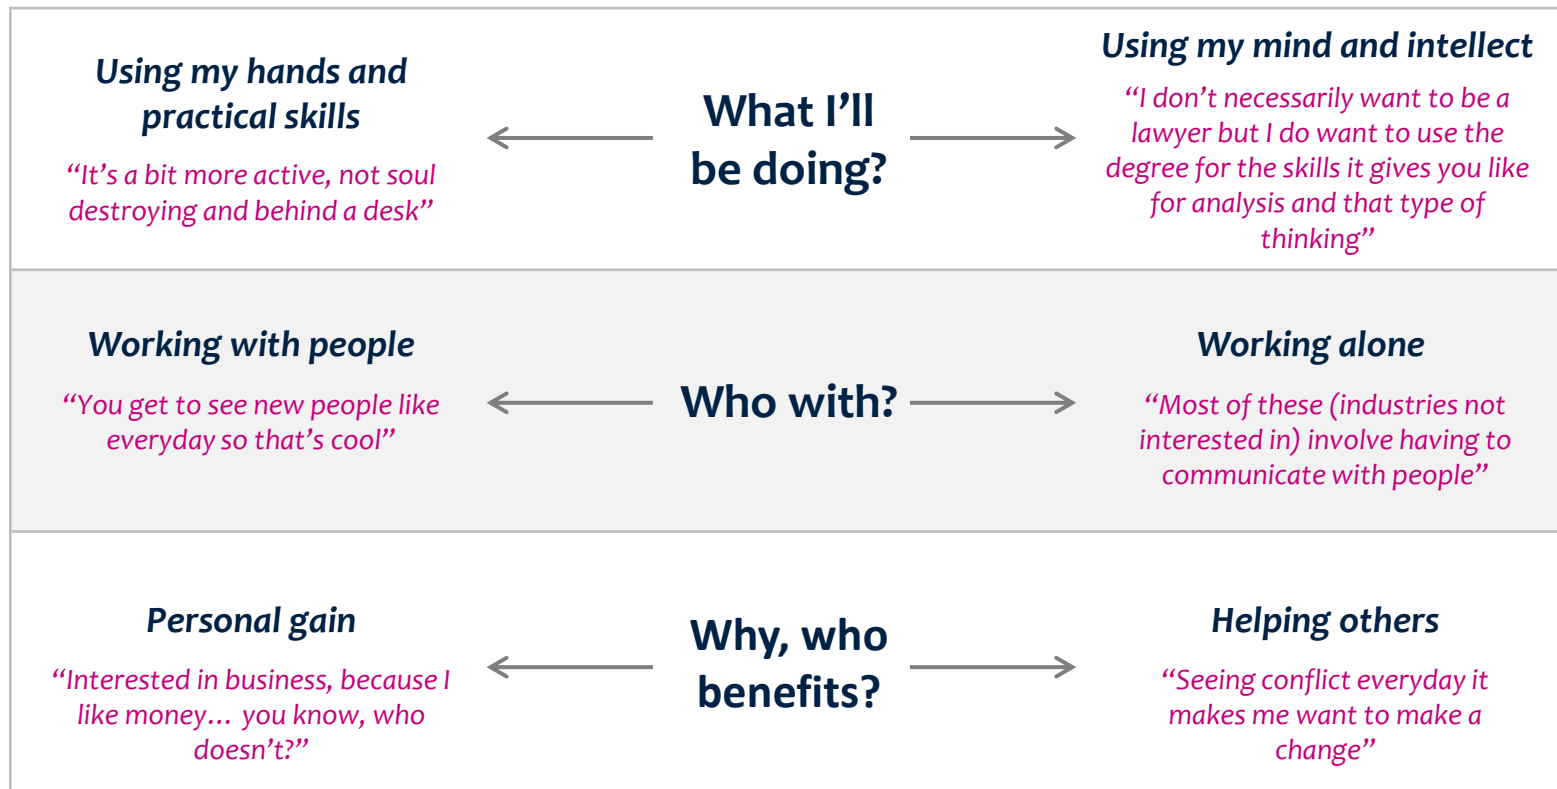 Using my hands and
practical skills
“It’s a bit more active, not soul
destroying and behind a desk”
What I’ll
be doing?
Using my mind and intellect
“I don’t necessarily want to be a
lawyer but I do want to use the
degree for the skills it gives you like
for analysis and that type of
thinking”
Working with people
“You get to see new people like
everyday so that’s cool”
Who with?
Working alone
“Most of these (industries not
interested in) involve having to
communicate with people”
Personal gain
“Interested in business, because I
like money… you know, who
doesn’t?”
Why, who
benefits?
Helping others
“Seeing conflict everyday it
makes me want to make a
change”